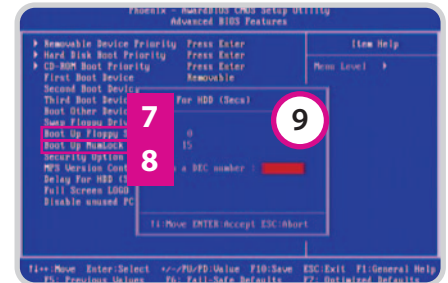 Phoenix - AwardBIOS CMOS Setup Utility
Advanced BIOS Features
Removable Device Priority Press Enter
Hard Disk Boot Priority Press Enter
CD-ROM Boot Priority Press Enter
First Boot Device Removable
Second Boot Device
Third Boot Devic
Boot Other Device
Swap Floppy Driv
Boot Up Floppy S
Boot Up NumLock
Security Option
MPS Version Cont
Delay For HDD (S
Full Screen LOGO
Disable unused PC
Item Help
Menu Level
For HDD (Secs)
0
15
a DEC number :
↑↓:Move ENTER:Accept ESC:Abort
7
8
9
↑↓→←:Move Enter:Select +/-/PU/PD:Value F10:Save ESC:Exit F1:General Help
F5: Previous Values F6: Fail-Safe Defaults F7: Optimized Defaults